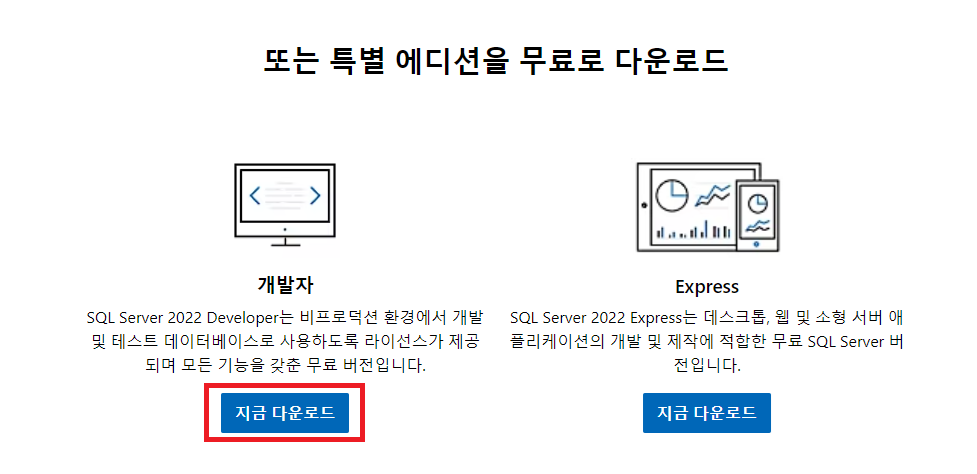 또는 특별 에디션을 무료로 다운로드
개발자
SQL Server 2022 Developer는 비프로덕션 환경에서 개발
및 테스트 데이터베이스로 사용하도록 라이선스가 제공
되며 모든 기능을 갖춘 무료 버전입니다.
지금 다운로드
Express
SQL Server 2022 Express는 데스크톱, 웹 및 소형 서버 애
플리케이션의 개발 및 제작에 적합한 무료 SQL Server 버
전입니다.
지금 다운로드